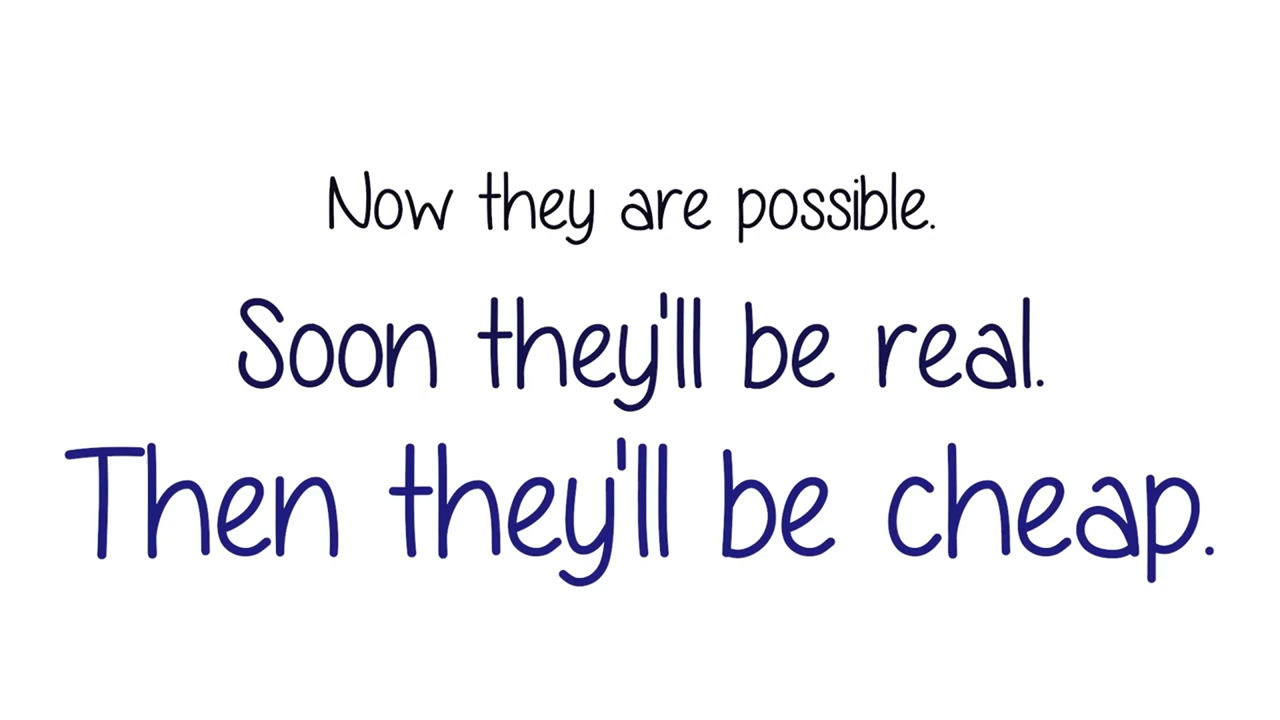 Now they are possible.
Soon they'll be real.
Then they'll be cheap.